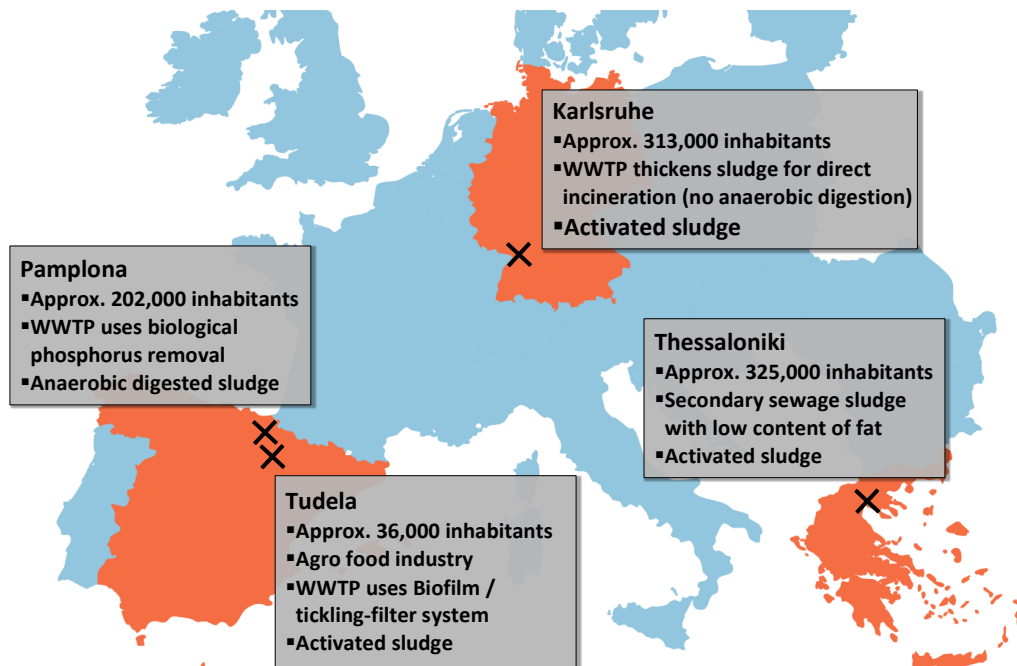 Karlsruhe
▪Approx. 313,000 inhabitants
▪WWTP thickens sludge for direct
incineration (no anaerobic digestion)
▪Activated sludge
Pamplona
▪Approx. 202,000 inhabitants
▪WWTP uses biological
phosphorus removal
▪Anaerobic digested sludge
Thessaloniki
▪Approx. 325,000 inhabitants
▪Secondary sewage sludge
with low content of fat
▪Activated sludge
Tudela
▪Approx. 36,000 inhabitants
▪Agro food industry
▪WWTP uses Biofilm /
tickling-filter system
▪Activated sludge